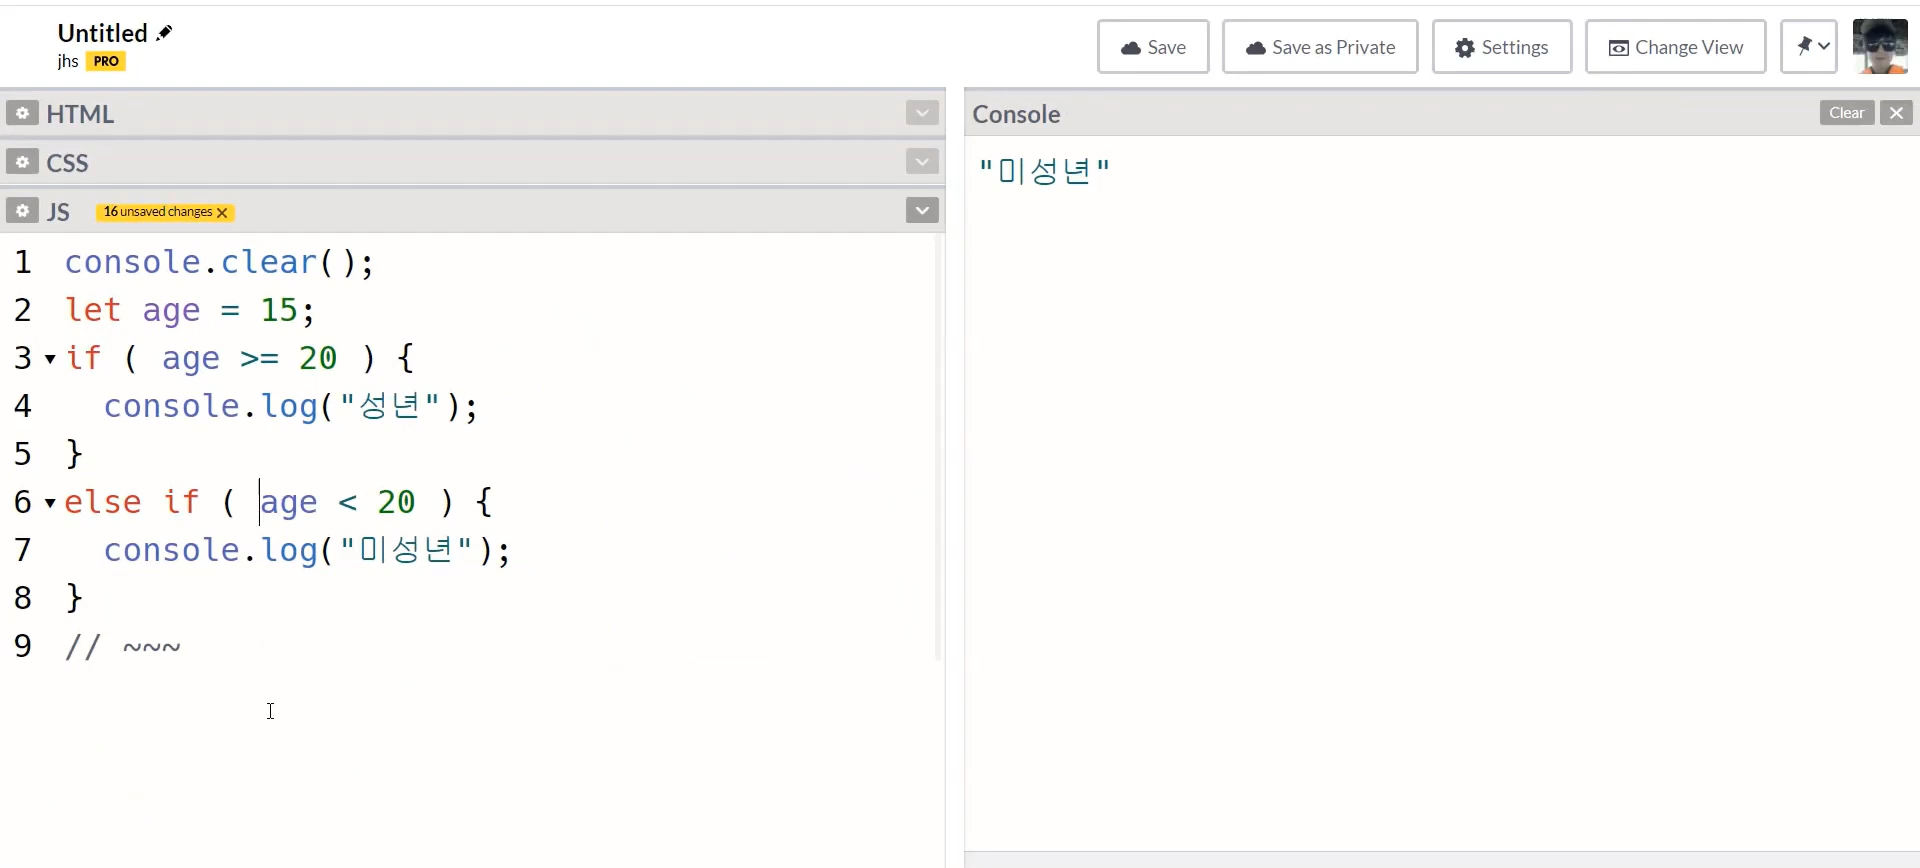 Untitled
jhs PRO
Save
Save as Private
Settings
Change View
HTML
CSS
JS 16 unsaved changes
1 console.clear();
2 let age = 15;
3 if ( age >= 20 ) {
4 console.log("성년");
5 }
6 else if ( age < 20 ) {
7 console.log("미성년");
8 }
9 // ~~~
Console
Clear
"미성년"